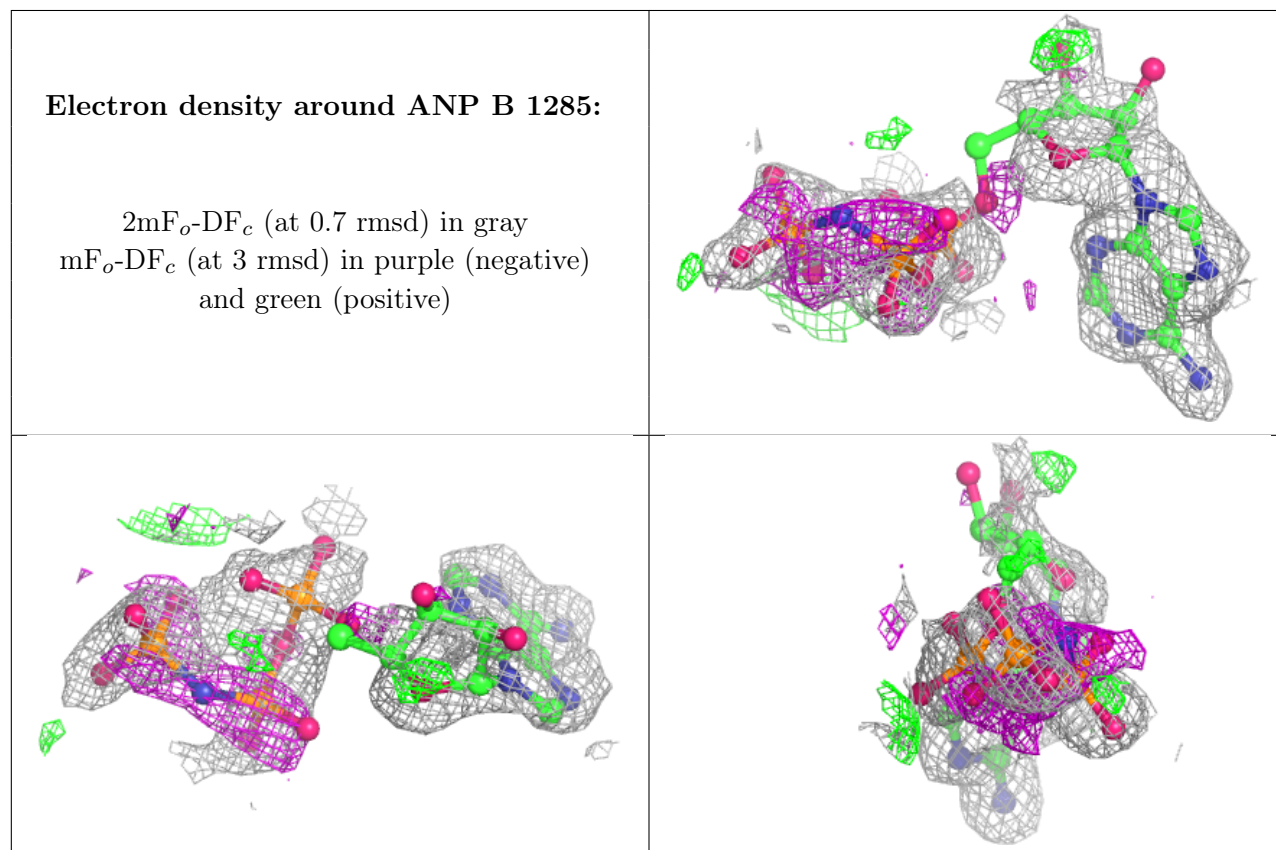 Electron density around ANP B 1285:
2mFₒ-DF𝒸 (at 0.7 rmsd) in gray
mFₒ-DF𝒸 (at 3 rmsd) in purple (negative)
and green (positive)